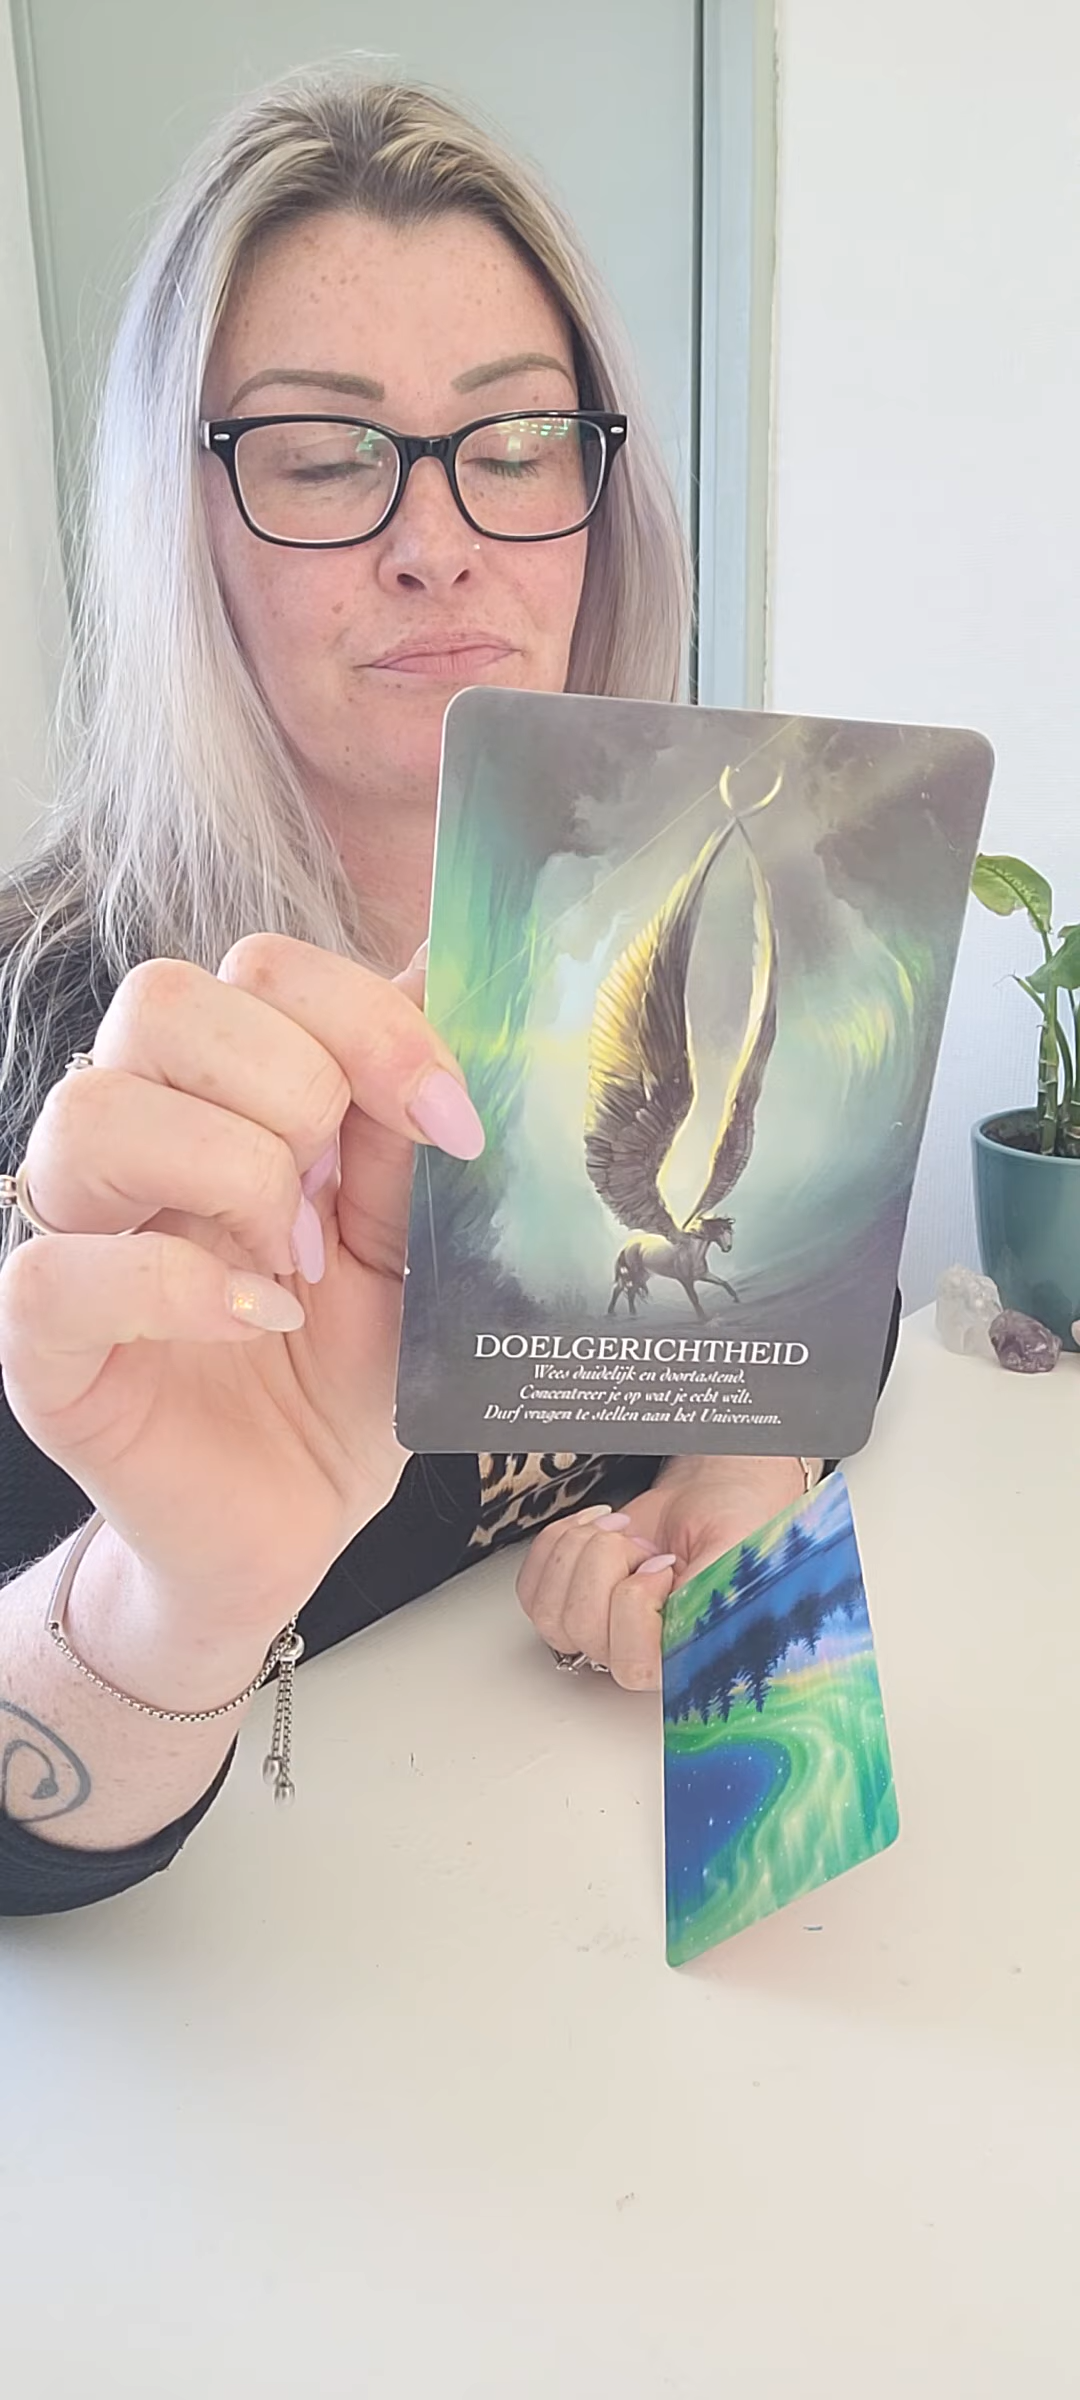 DOELGERICHTHEID
Wees duidelijk en doortastend.
Concentreer je op wat je echt wilt.
Durf vragen te stellen aan het Universum.